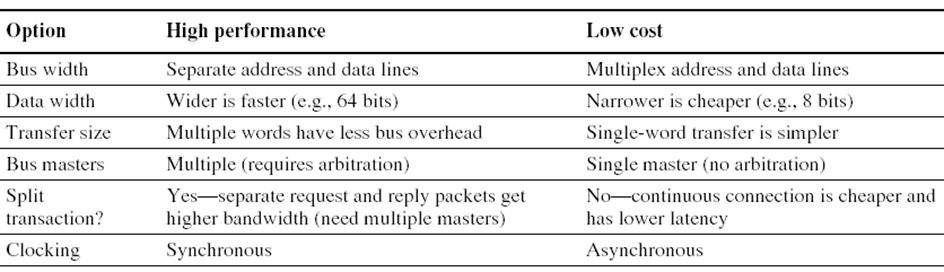 Option High performance Low cost
Bus width Separate address and data lines Multiplex address and data lines
Data width Wider is faster (e.g., 64 bits) Narrower is cheaper (e.g., 8 bits)
Transfer size Multiple words have less bus overhead Single-word transfer is simpler
Bus masters Multiple (requires arbitration) Single master (no arbitration)
Split Yes—separate request and reply packets get No—continuous connection is cheaper and
transaction? higher bandwidth (need multiple masters) has lower latency
Clocking Synchronous Asynchronous